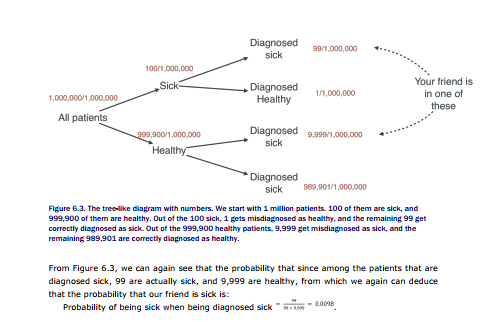 Diagnosed
sick
99/1,000,000
100/1,000,000
Sick
Diagnosed
Healthy
1/1,000,000
Your friend is
in one of
these
1,000,000/1,000,000
All patients
999,900/1,000,000
Healthy
Diagnosed
sick
9,999/1,000,000
Diagnosed
sick
989,901/1,000,000
Figure 6.3. The tree-like diagram with numbers. We start with 1 million patients. 100 of them are sick, and
999,900 of them are healthy. Out of the 100 sick, 1 gets misdiagnosed as healthy, and the remaining 99 get
correctly diagnosed as sick. Out of the 999,900 healthy patients, 9,999 get misdiagnosed as sick, and the
remaining 989,901 are correctly diagnosed as healthy.
From Figure 6.3, we can again see that the probability that since among the patients that are
diagnosed sick, 99 are actually sick, and 9,999 are healthy, from which we again can deduce
that the probability that our friend is sick is:
Probability of being sick when being diagnosed sick = 99 / 99 + 9,999 = 0.0098 .